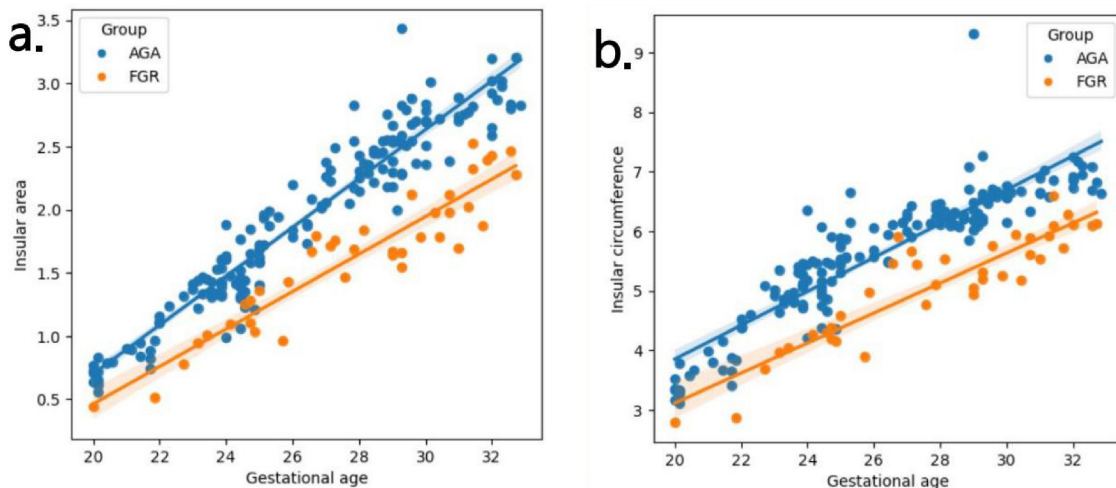 a.
Group
AGA
FGR
3.5
3.0
2.5
2.0
1.5
1.0
0.5
Insular area
20 22 24 26 28 30 32
Gestational age
b.
Group
AGA
FGR
9
8
7
6
5
4
3
Insular circumference
20 22 24 26 28 30 32
Gestational age